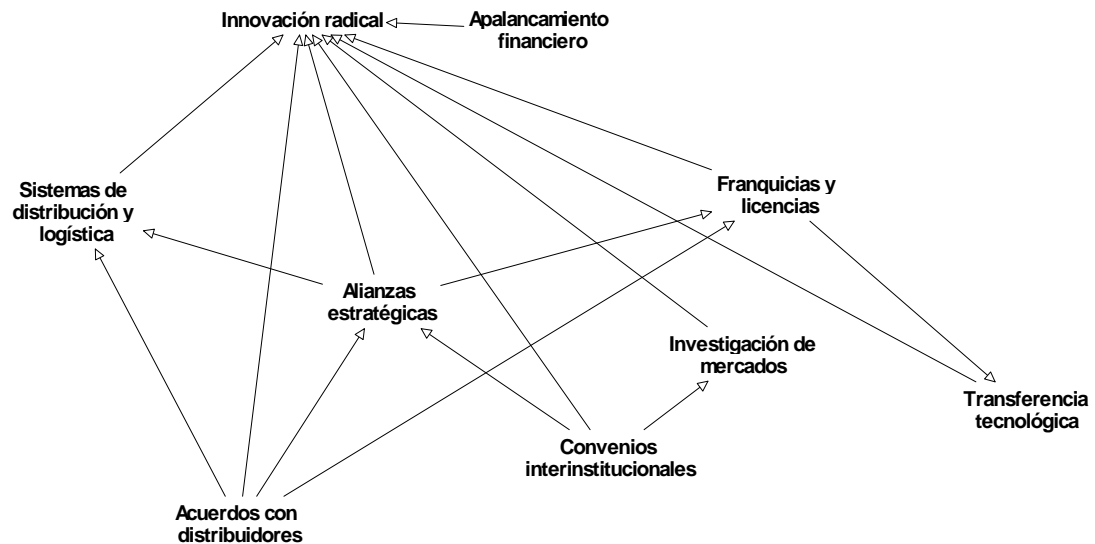 Innovación radical
Apalancamiento
financiero
Sistemas de
distribución y
logística
Franquicias y
licencias
Alianzas
estratégicas
Investigación de
mercados
Transferencia
tecnológica
Convenios
interinstitucionales
Acuerdos con
distribuidores